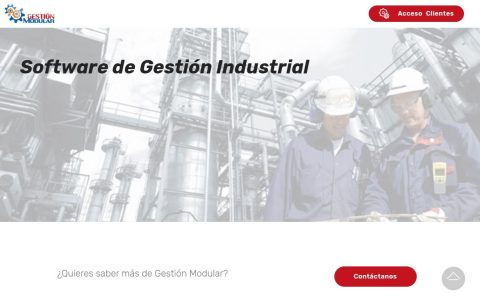 GESTIÓN
MODULAR
Acceso Clientes
Software de Gestión Industrial
¿Quieres saber más de Gestión Modular?
Contáctanos